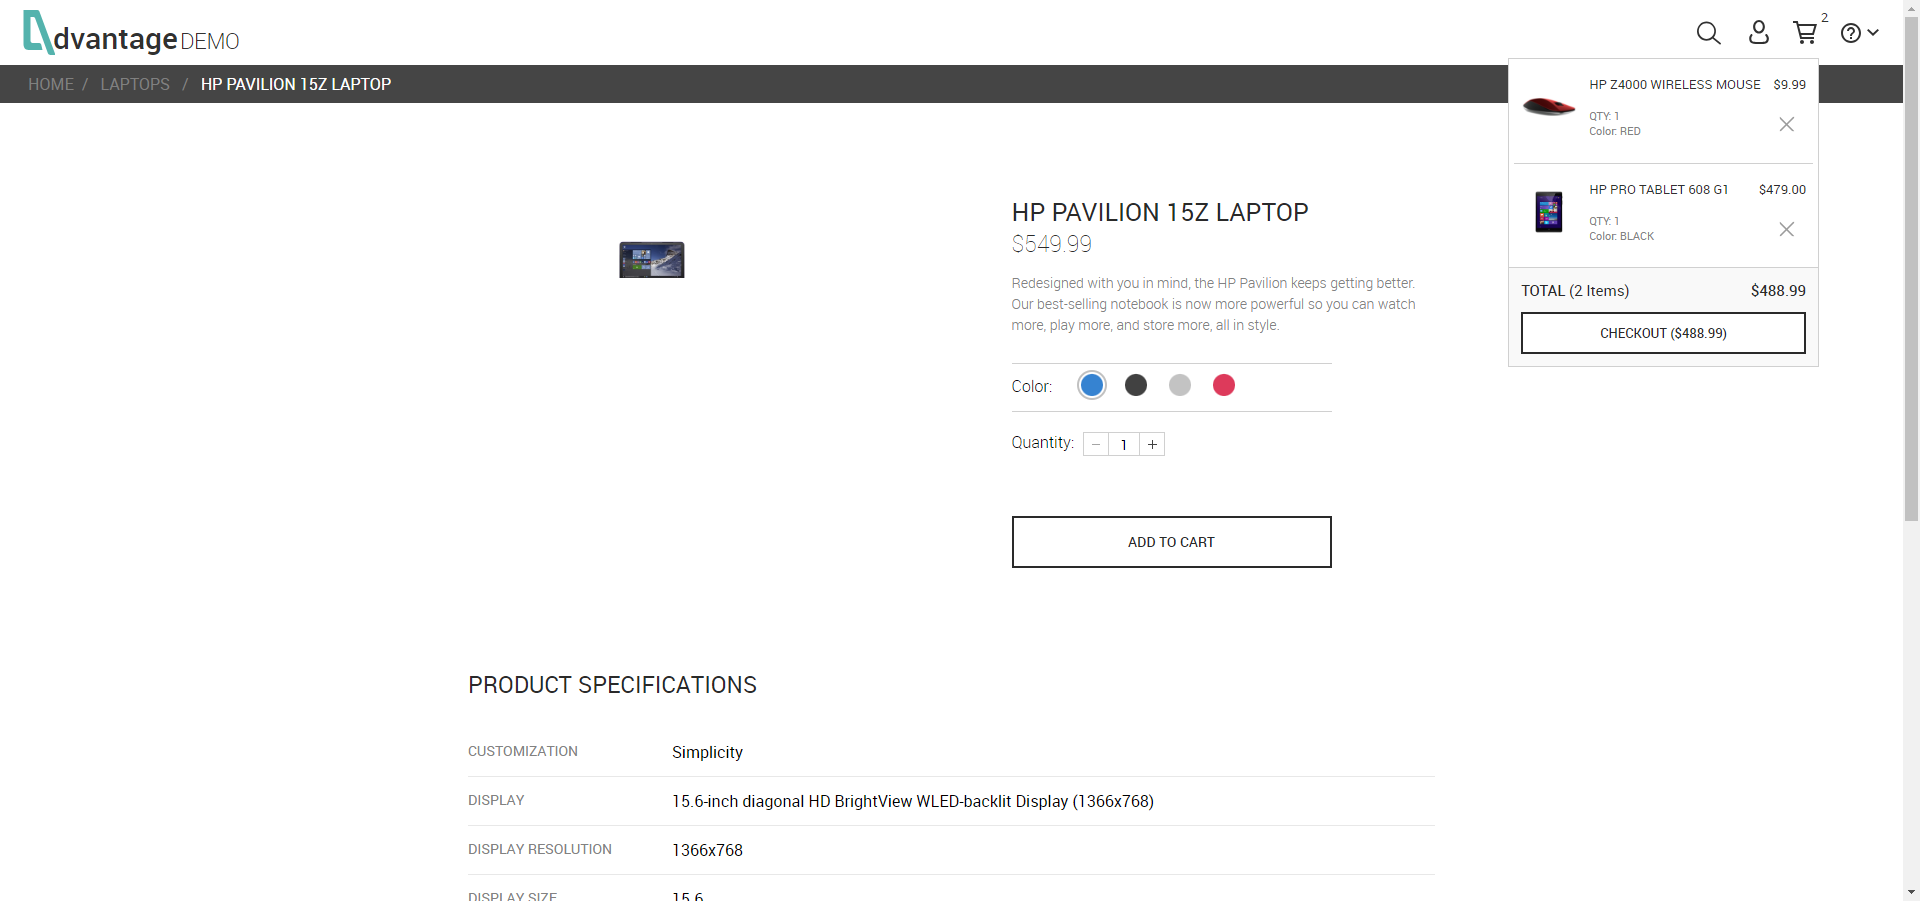 dvantage DEMO
2
HOME / LAPTOPS / HP PAVILION 15Z LAPTOP
HP Z4000 WIRELESS MOUSE $9.99
QTY: 1
Color: RED
HP PRO TABLET 608 G1 $479.00
QTY: 1
Color: BLACK
TOTAL (2 Items) $488.99
CHECKOUT ($488.99)
HP PAVILION 15Z LAPTOP
$549.99
Redesigned with you in mind, the HP Pavilion keeps getting better.
Our best-selling notebook is now more powerful so you can watch
more, play more, and store more, all in style.
Color:
Quantity: − 1 +
ADD TO CART
PRODUCT SPECIFICATIONS
CUSTOMIZATION Simplicity
DISPLAY 15.6-inch diagonal HD BrightView WLED-backlit Display (1366x768)
DISPLAY RESOLUTION 1366x768
DISPLAY SIZE 15.6